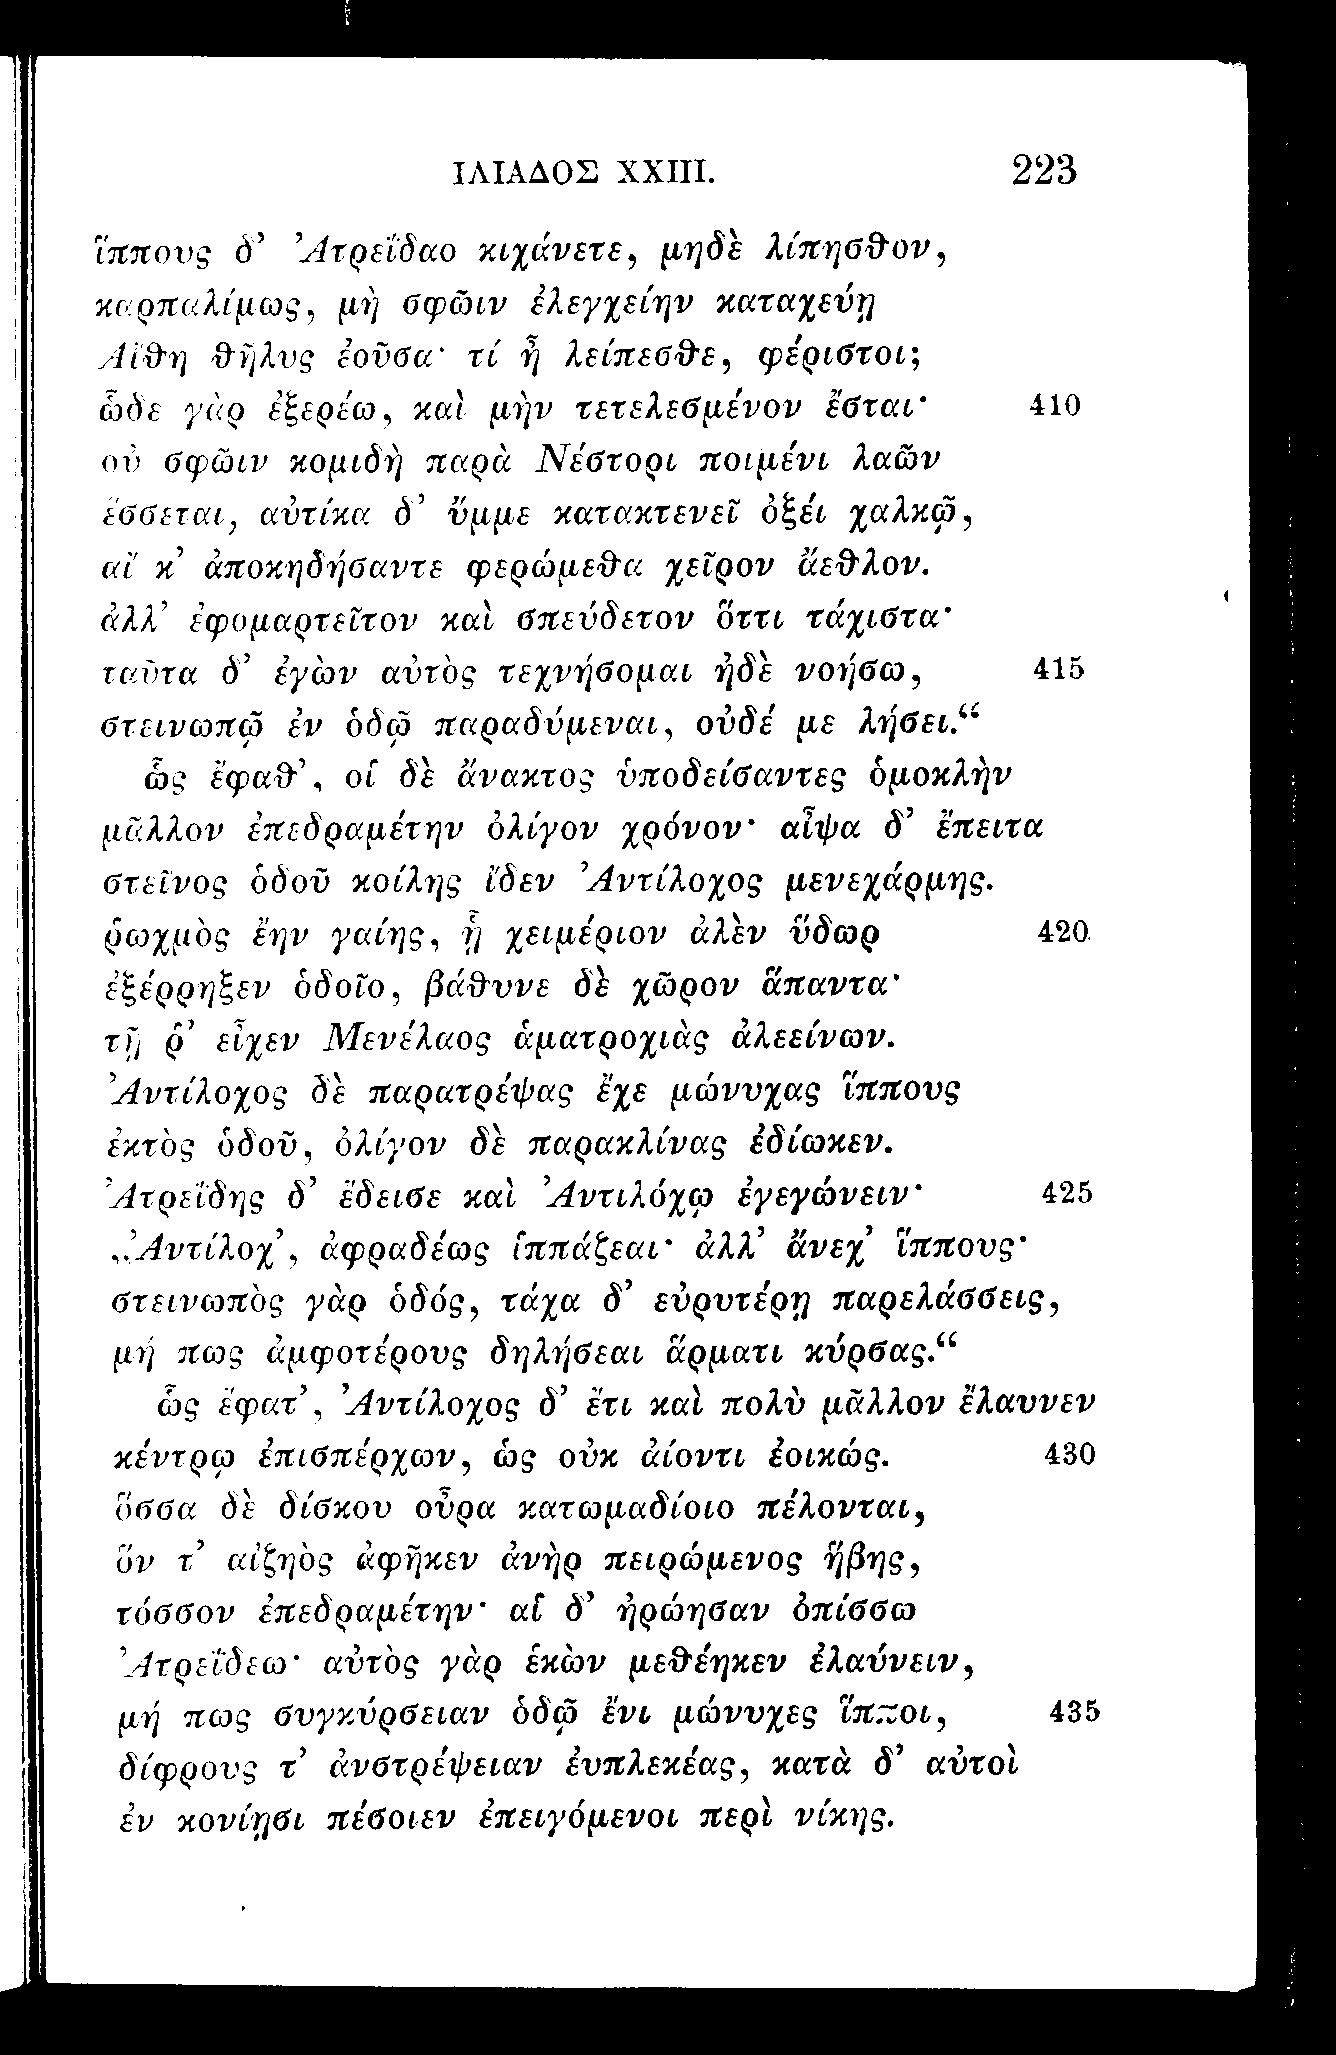 ΙΛΙΑΔΟΣ XXIII. 223
ἵππους δ’ Ἀτρεΐδαο κιχάνετε, μηδὲ λίπησθον,
καρπαλίμως, μὴ σφῶιν ἐλεγχείην καταχεύῃ
Αἴθη θῆλυς ἐοῦσα· τί ἦ λείπεσθε, φέριστοι;
ὧδε γὰρ ἐξερέω, καὶ μὴν τετελεσμένον ἔσται· 410
οὐ σφῶιν κομιδὴ παρὰ Νέστορι ποιμένι λαῶν
ἔσσεται, αὐτίκα δ’ ὔμμε κατακτενεῖ ὀξέι χαλκῷ,
αἴ κ’ ἀποκηδήσαντε φερώμεθα χεῖρον ἄεθλον.
ἀλλ’ ἐφομαρτεῖτον καὶ σπεύδετον ὅττι τάχιστα·
ταῦτα δ’ ἐγὼν αὐτὸς τεχνήσομαι ἠδὲ νοήσω, 415
στεινωπῷ ἐν ὁδῷ παραδύμεναι, οὐδέ με λήσει.“
ὣς ἔφαθ’, οἳ δὲ ἄνακτος ὑποδείσαντες ὁμοκλὴν
μᾶλλον ἐπεδραμέτην ὀλίγον χρόνον· αἶψα δ’ ἔπειτα
στεῖνος ὁδοῦ κοίλης ἴδεν Ἀντίλοχος μενεχάρμης.
ῥωχμὸς ἔην γαίης, ᾗ χειμέριον ἀλὲν ὕδωρ 420
ἐξέρρηξεν ὁδοῖο, βάθυνε δὲ χῶρον ἅπαντα·
τῇ ῥ’ εἶχεν Μενέλαος ἁματροχιὰς ἀλεείνων.
Ἀντίλοχος δὲ παρατρέψας ἔχε μώνυχας ἵππους
ἐκτὸς ὁδοῦ, ὀλίγον δὲ παρακλίνας ἐδίωκεν.
Ἀτρεΐδης δ’ ἔδεισε καὶ Ἀντιλόχῳ ἐγεγώνειν· 425
„Ἀντίλοχ’, ἀφραδέως ἱππάζεαι· ἀλλ’ ἄνεχ’ ἵππους·
στεινωπὸς γὰρ ὁδός, τάχα δ’ εὐρυτέρῃ παρελάσσεις,
μή πως ἀμφοτέρους δηλήσεαι ἅρματι κύρσας.“
ὣς ἔφατ’, Ἀντίλοχος δ’ ἔτι καὶ πολὺ μᾶλλον ἔλαυνεν
κέντρῳ ἐπισπέρχων, ὡς οὐκ ἀίοντι ἐοικώς. 430
ὅσσα δὲ δίσκου οὖρα κατωμαδίοιο πέλονται,
ὅν τ’ αἰζηὸς ἀφῆκεν ἀνὴρ πειρώμενος ἥβης,
τόσσον ἐπεδραμέτην· αἳ δ’ ἠρώησαν ὀπίσσω
Ἀτρεΐδεω· αὐτὸς γὰρ ἑκὼν μεθέηκεν ἐλαύνειν,
μή πως συγκύρσειαν ὁδῷ ἔνι μώνυχες ἵπποι, 435
δίφρους τ’ ἀνστρέψειαν ἐυπλεκέας, κατὰ δ’ αὐτοὶ
ἐν κονίῃσι πέσοιεν ἐπειγόμενοι περὶ νίκης.